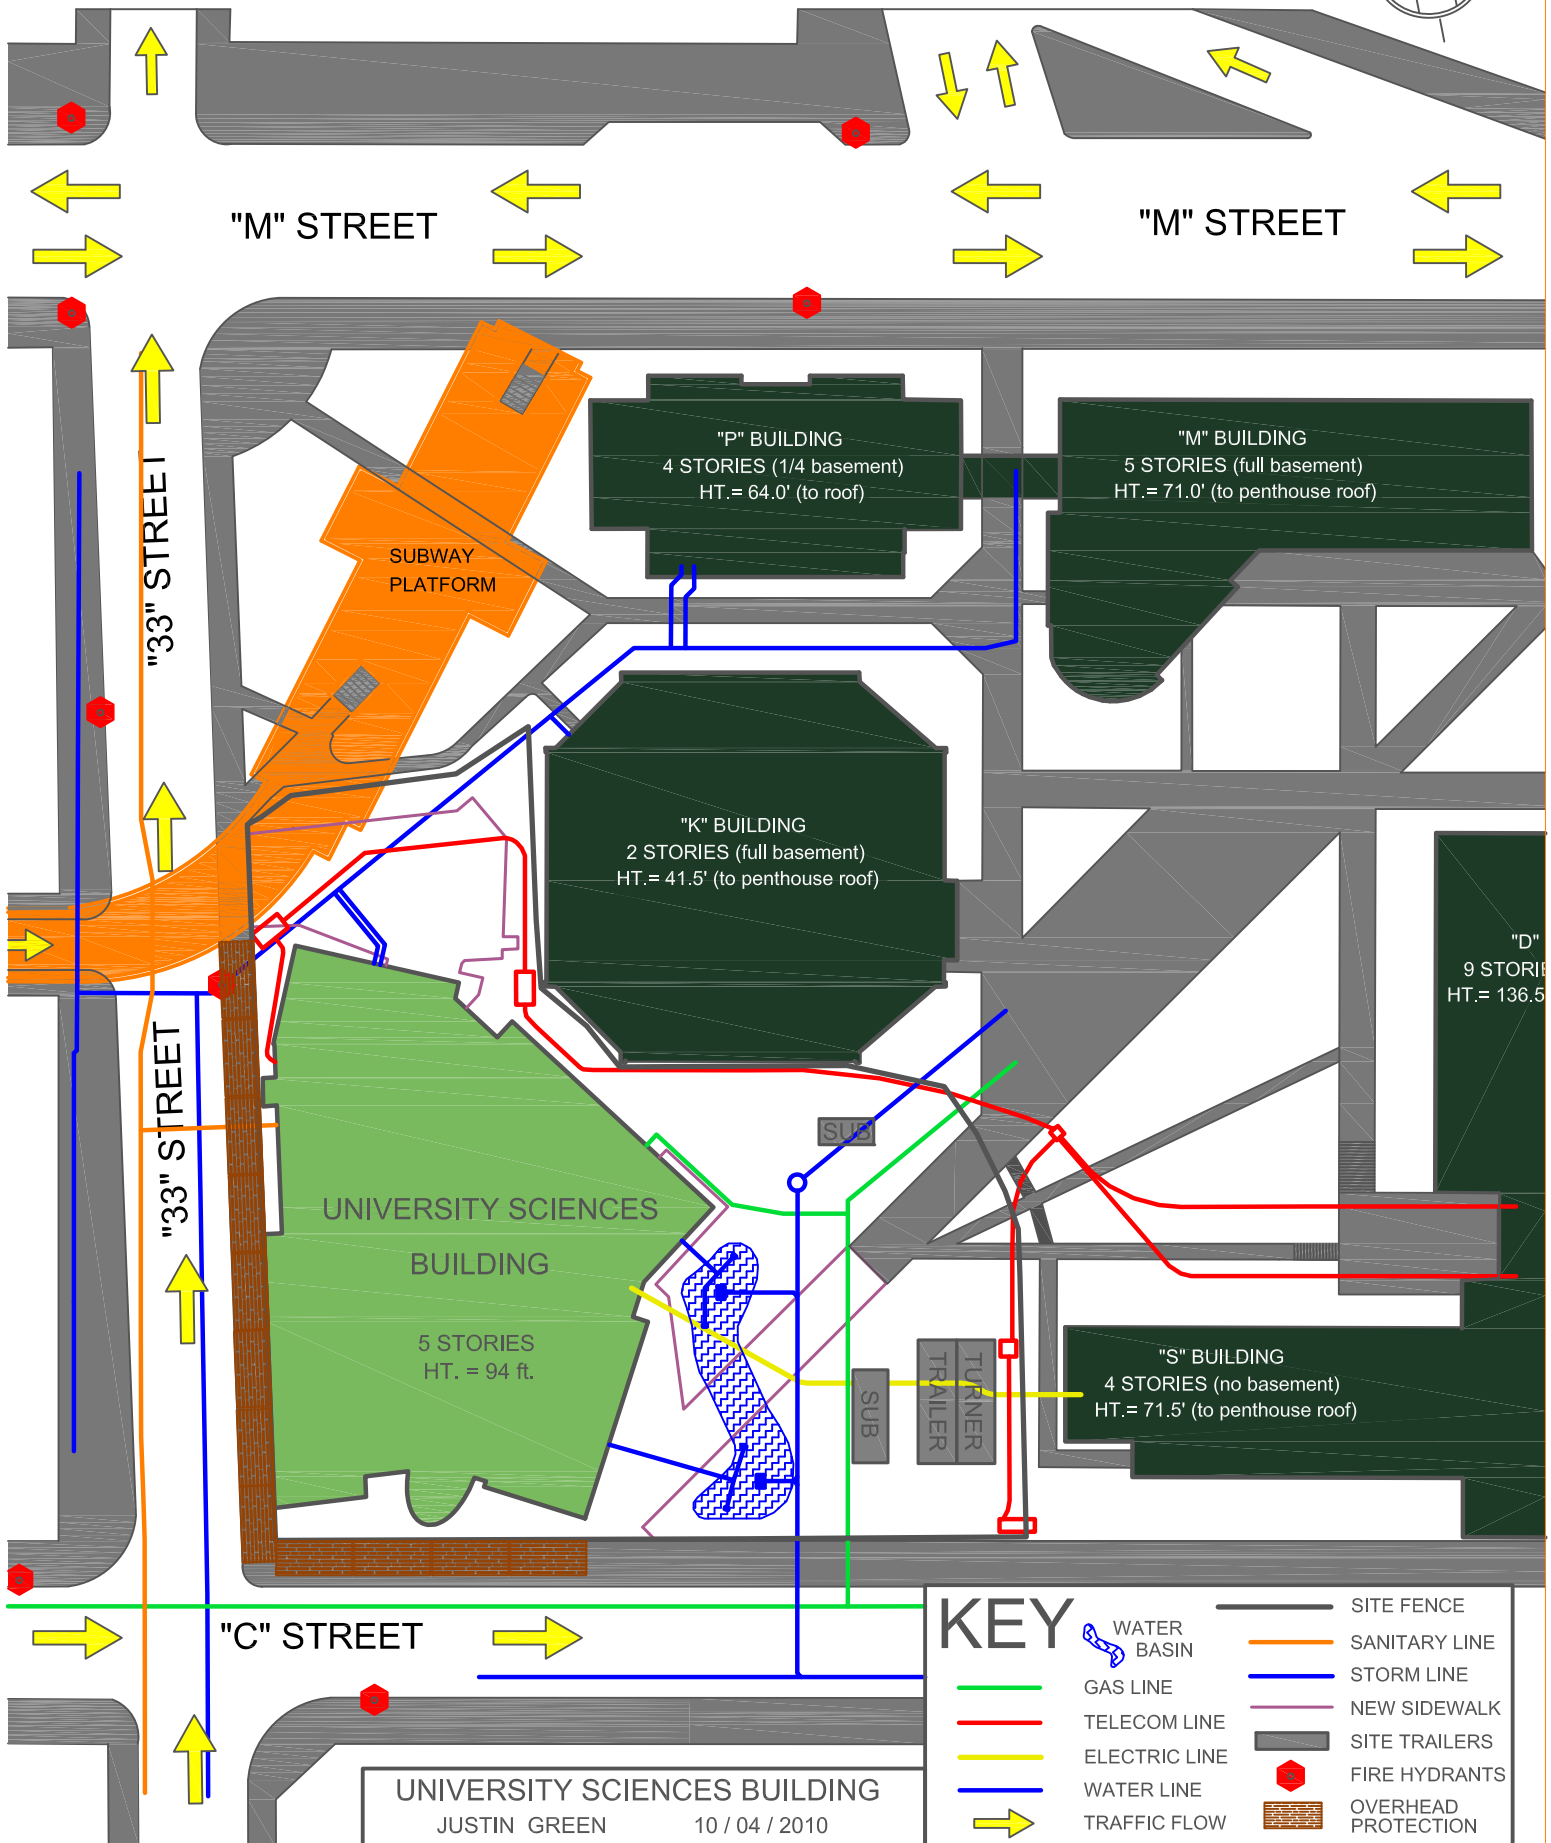 "M" STREET
"M" STREET
"P" BUILDING
4 STORIES (1/4 basement)
HT.= 64.0' (to roof)
"M" BUILDING
5 STORIES (full basement)
HT.= 71.0' (to penthouse roof)
"33" STREET
SUBWAY
PLATFORM
"K" BUILDING
2 STORIES (full basement)
HT.= 41.5' (to penthouse roof)
"D"
9 STORIE
HT.= 136.5
"33" STREET
SUB
UNIVERSITY SCIENCES
BUILDING
5 STORIES
HT. = 94 ft.
SUB
TRAILER
TURNER
"S" BUILDING
4 STORIES (no basement)
HT.= 71.5' (to penthouse roof)
"C" STREET
KEY
WATER
BASIN
GAS LINE
TELECOM LINE
ELECTRIC LINE
WATER LINE
TRAFFIC FLOW
SITE FENCE
SANITARY LINE
STORM LINE
NEW SIDEWALK
SITE TRAILERS
FIRE HYDRANTS
OVERHEAD
PROTECTION
UNIVERSITY SCIENCES BUILDING
JUSTIN GREEN 10 / 04 / 2010